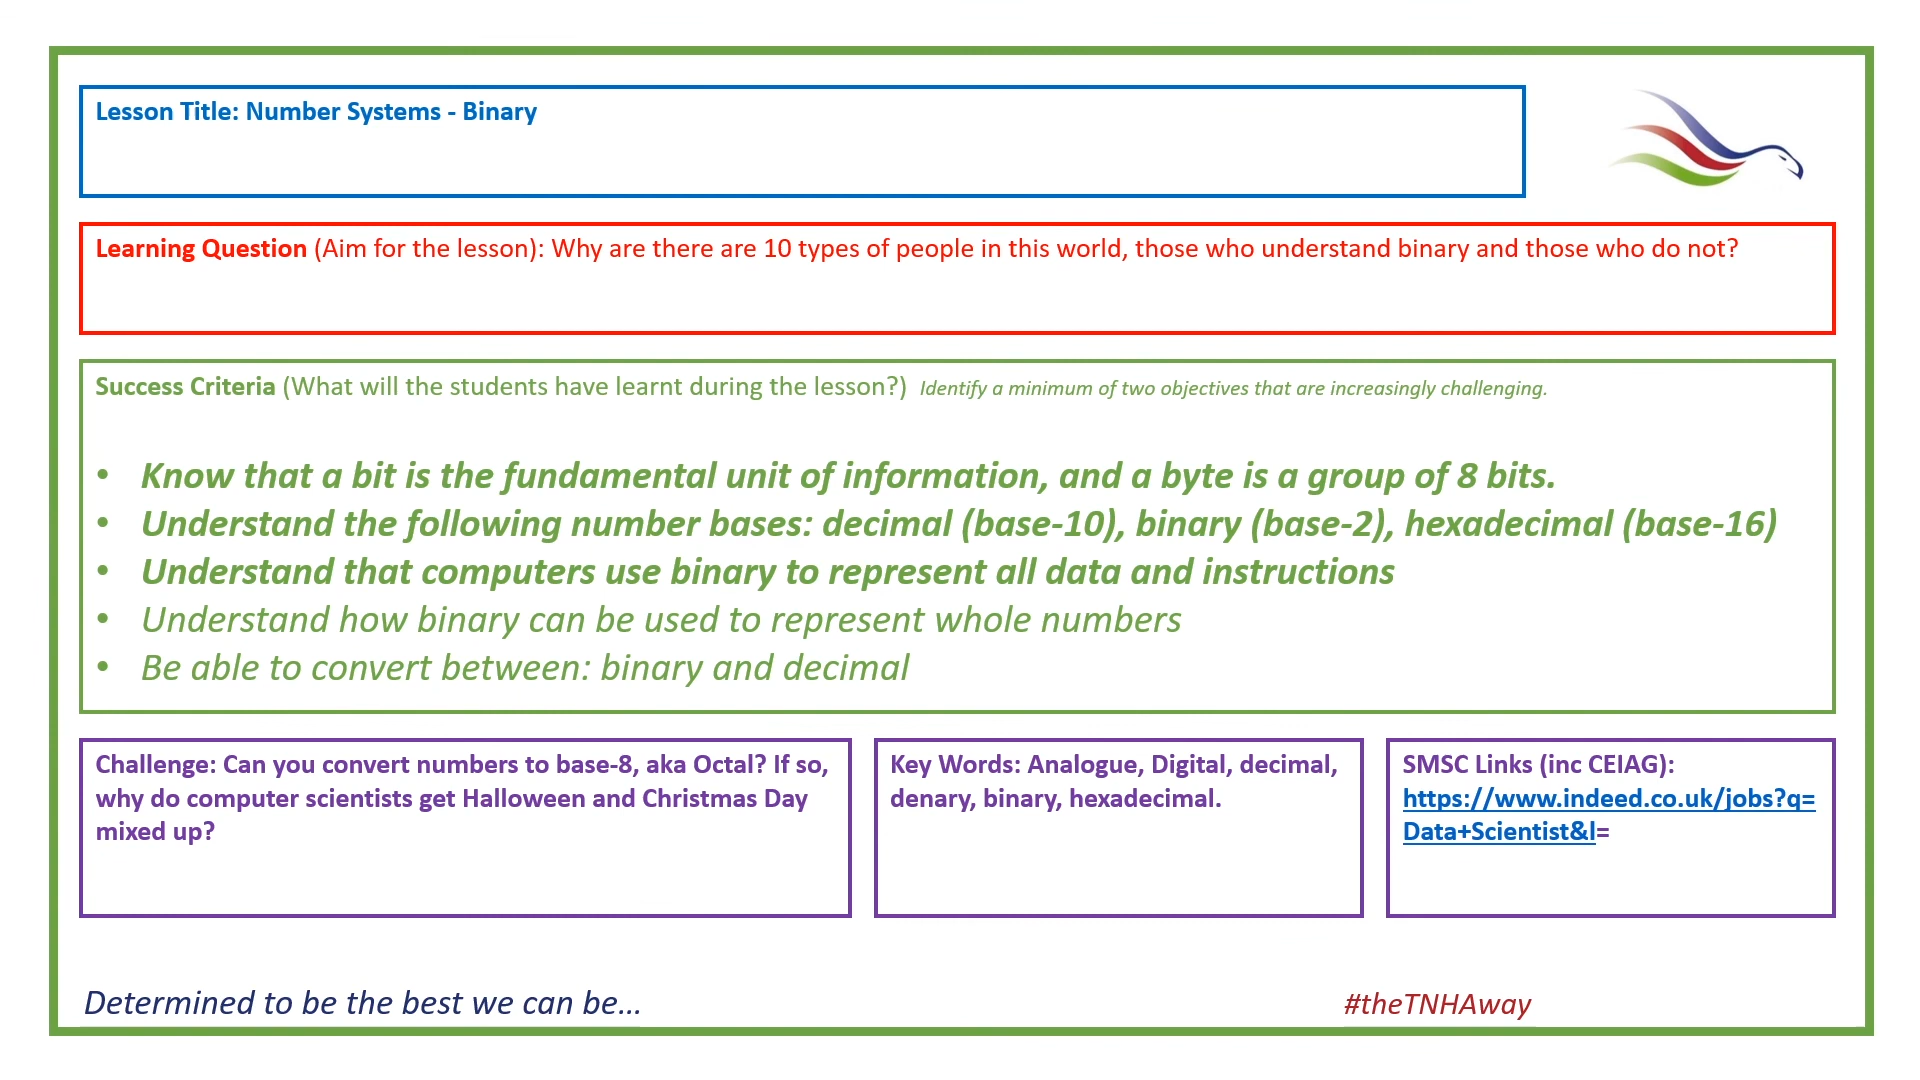 Lesson Title: Number Systems - Binary
Learning Question (Aim for the lesson): Why are there are 10 types of people in this world, those who understand binary and those who do not?
Success Criteria (What will the students have learnt during the lesson?) Identify a minimum of two objectives that are increasingly challenging.
• Know that a bit is the fundamental unit of information, and a byte is a group of 8 bits.
• Understand the following number bases: decimal (base-10), binary (base-2), hexadecimal (base-16)
• Understand that computers use binary to represent all data and instructions
• Understand how binary can be used to represent whole numbers
• Be able to convert between: binary and decimal
Challenge: Can you convert numbers to base-8, aka Octal? If so,
why do computer scientists get Halloween and Christmas Day
mixed up?
Key Words: Analogue, Digital, decimal,
denary, binary, hexadecimal.
SMSC Links (inc CEIAG):
https://www.indeed.co.uk/jobs?q=
Data+Scientist&l=
Determined to be the best we can be...
#theTNHAway